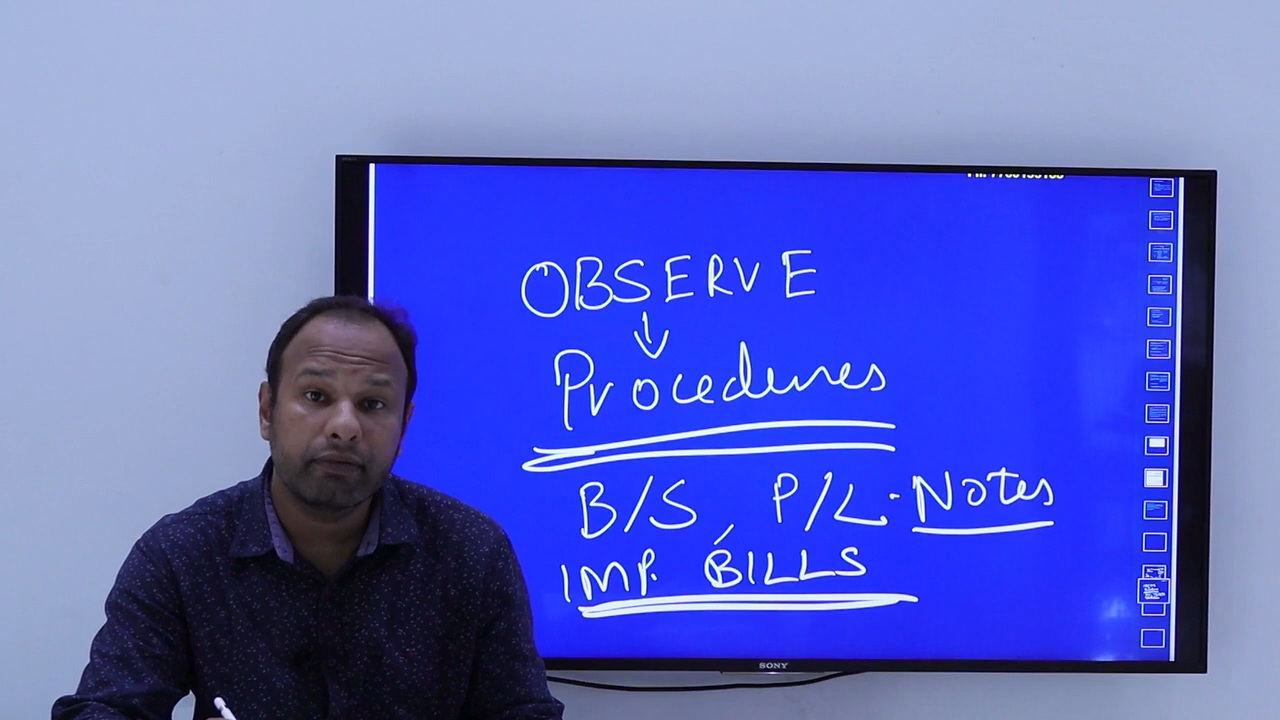 OBSERVE
Procedures
B/S, P/L. Notes
IMP. BILLS
SONY